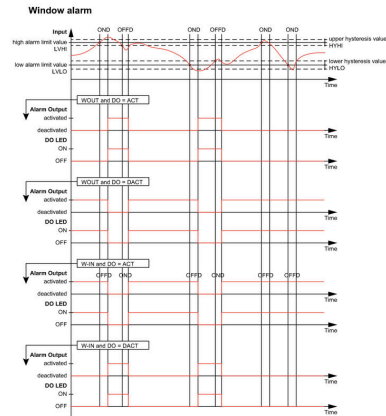 Window alarm
Input
OND OFFD OND OFFD OND OND
high alarm limit value
LVHI
upper hysteresis value
HYHI
low alarm limit value
LVLO
lower hysteresis value
HYLO
Time
WOUT and DO = ACT
Alarm Output
activated
deactivated
Time
DO LED
ON
OFF
Time
WOUT and DO = DACT
Alarm Output
activated
deactivated
Time
DO LED
ON
OFF
Time
W-IN and DO = ACT
Alarm Output
OFFD OND OFFD OND OFFD OFFD
activated
deactivated
Time
DO LED
ON
OFF
Time
W-IN and DO = DACT
Alarm Output
activated
deactivated
Time
DO LED
ON
OFF
Time